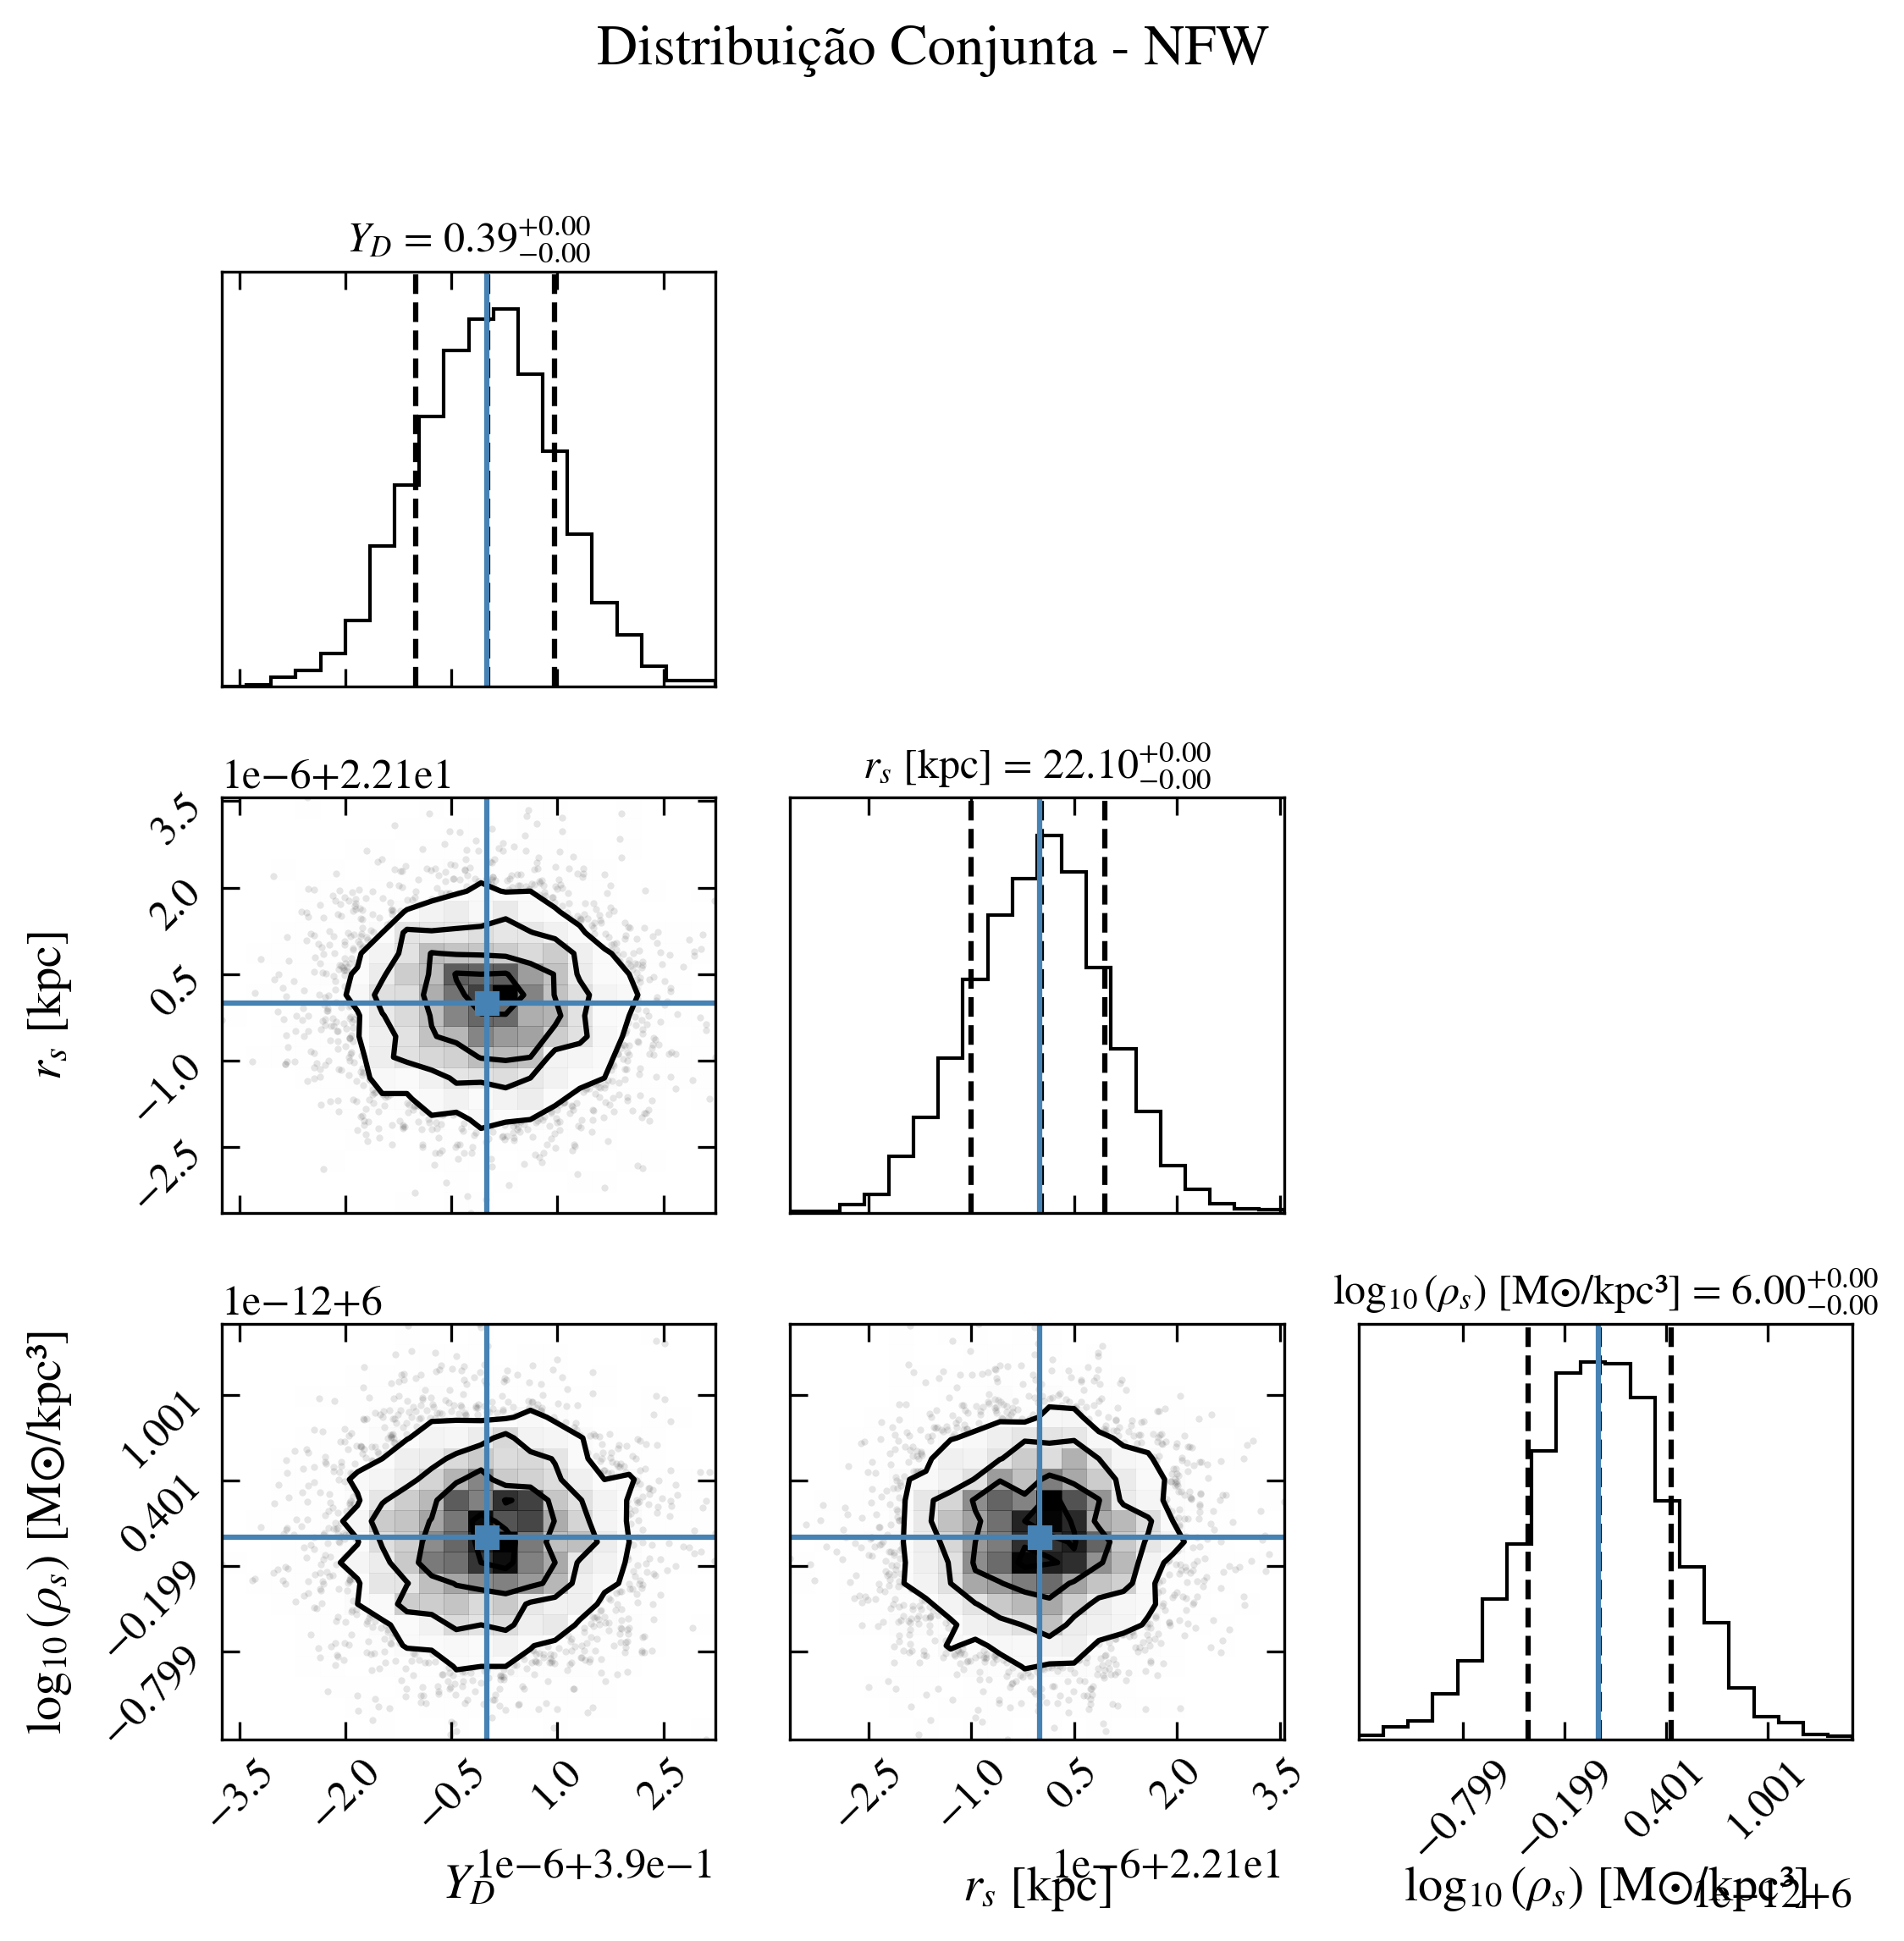 Distribuição Conjunta - NFW
Y_D = 0.39^{+0.00}_{−0.00}
1e−6+2.21e1
r_s [kpc] = 22.10^{+0.00}_{−0.00}
r_s [kpc]
3.5
2.0
0.5
−1.0
−2.5
1e−12+6
log₁₀(ρ_s) [M⊙/kpc³] = 6.00^{+0.00}_{−0.00}
log₁₀(ρ_s) [M⊙/kpc³]
1.001
0.401
−0.199
−0.799
−3.5 −2.0 −0.5 1.0 2.5
−2.5 −1.0 0.5 2.0 3.5
−0.799 −0.199 0.401 1.001
1e−6+3.9e−1
Y_D
1e−6+2.21e1
r_s [kpc]
log₁₀(ρ_s) [M⊙/kpc³]
1e−12+6